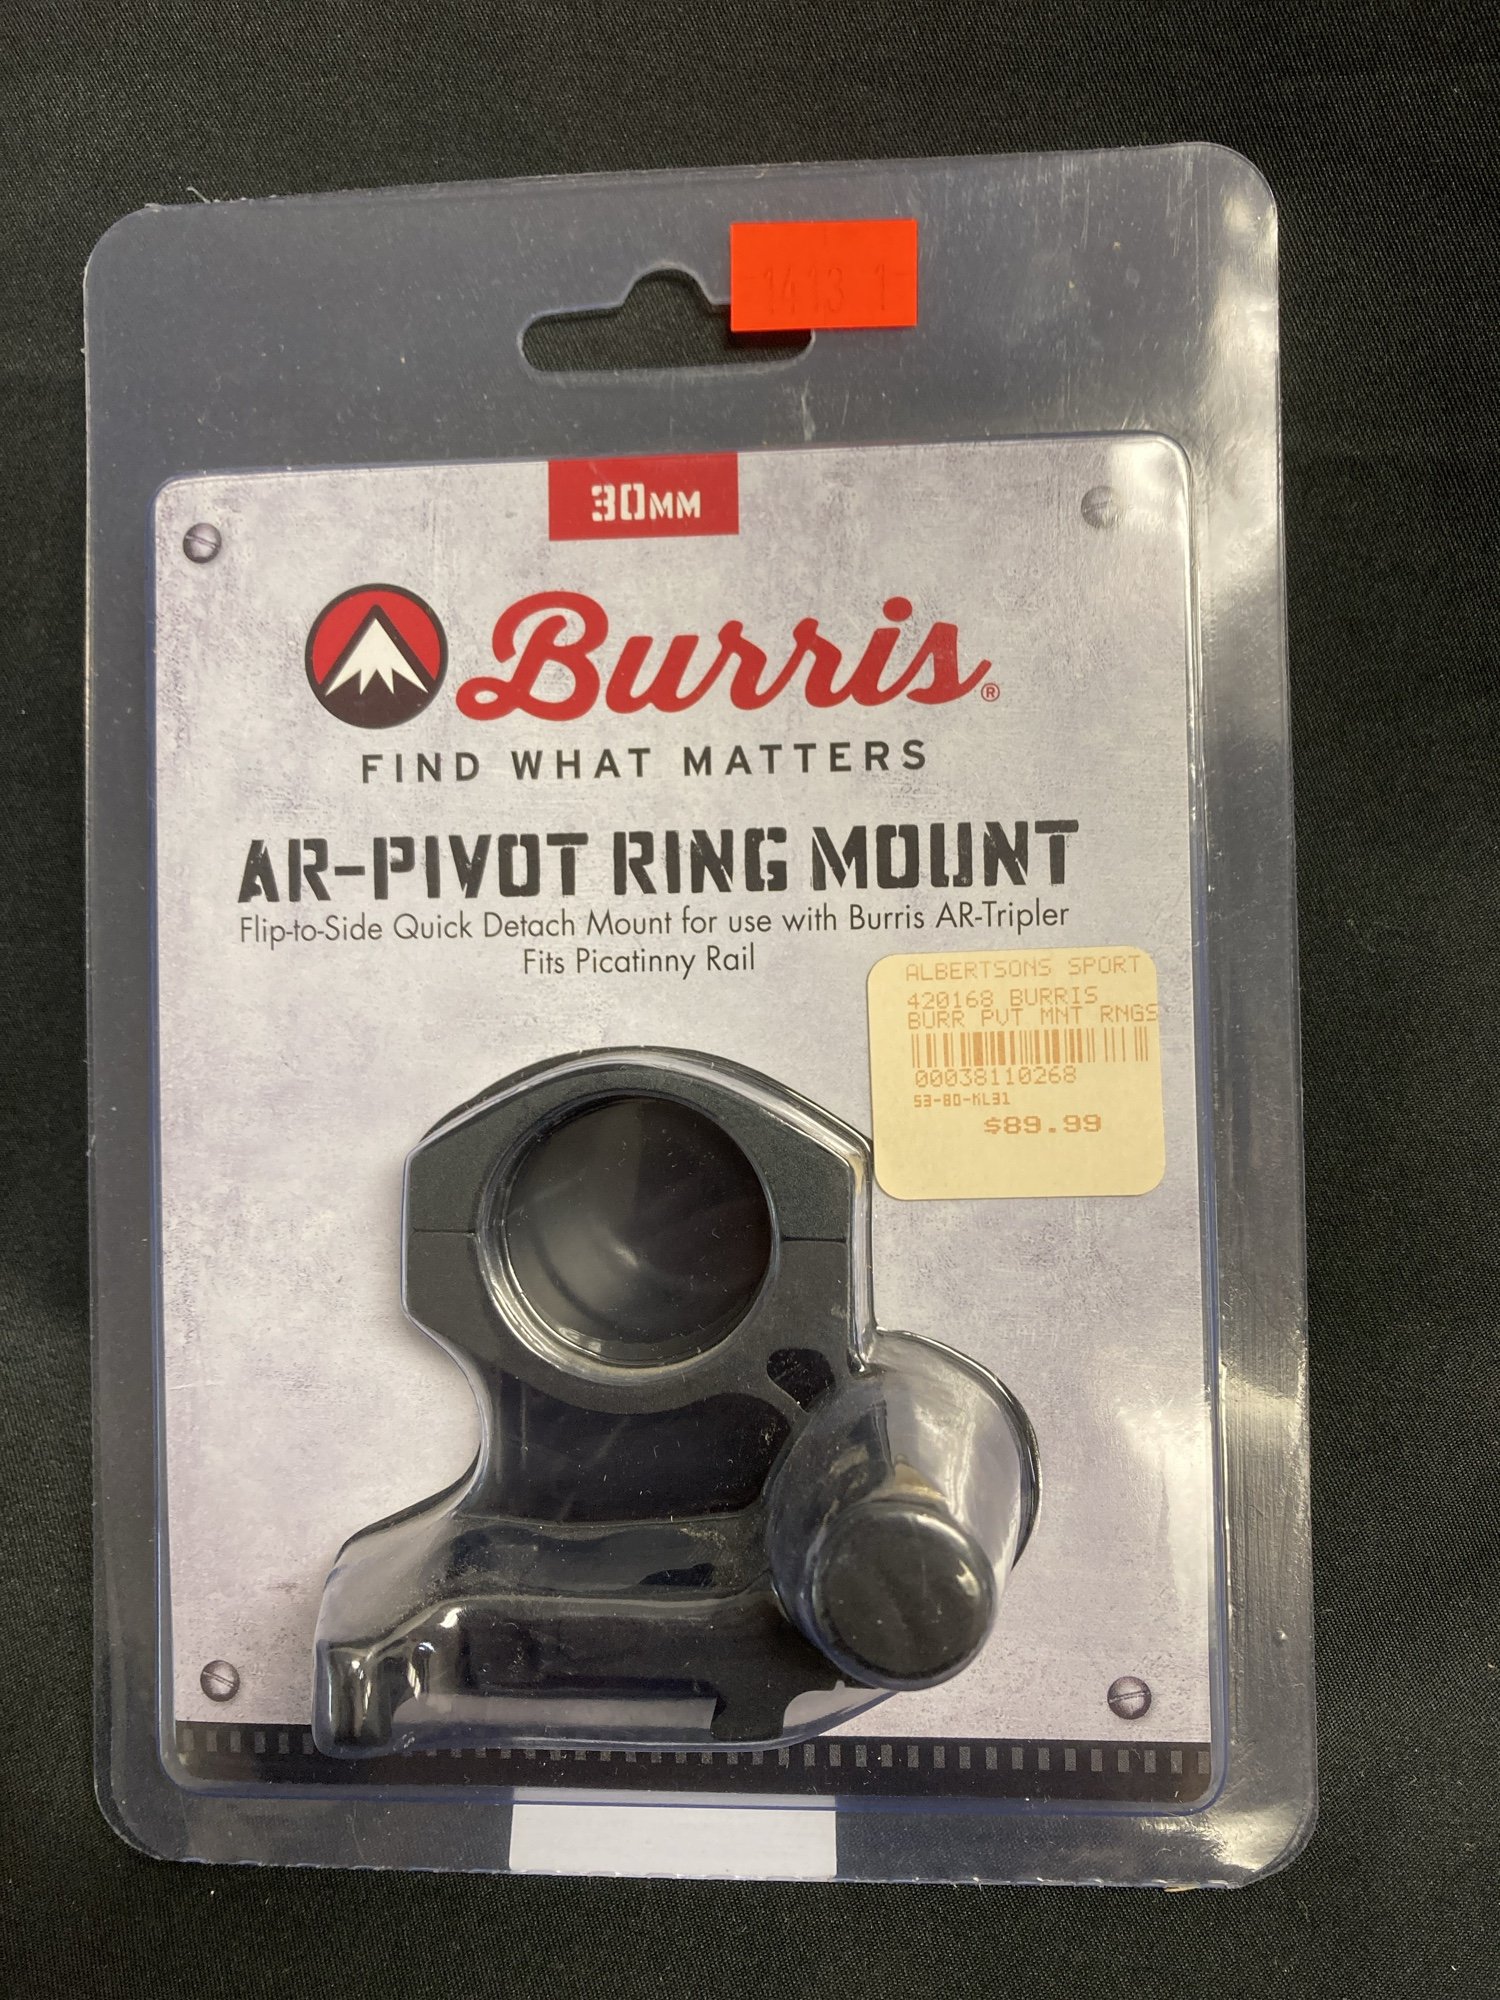 1413 1
30MM
Burris®
FIND WHAT MATTERS
AR-PIVOT RING MOUNT
Flip-to-Side Quick Detach Mount for use with Burris AR-Tripler
Fits Picatinny Rail
ALBERTSONS SPORT
420168 BURRIS
BURR PVT MNT RNGS
00038110268
53-80-KL31
$89.99